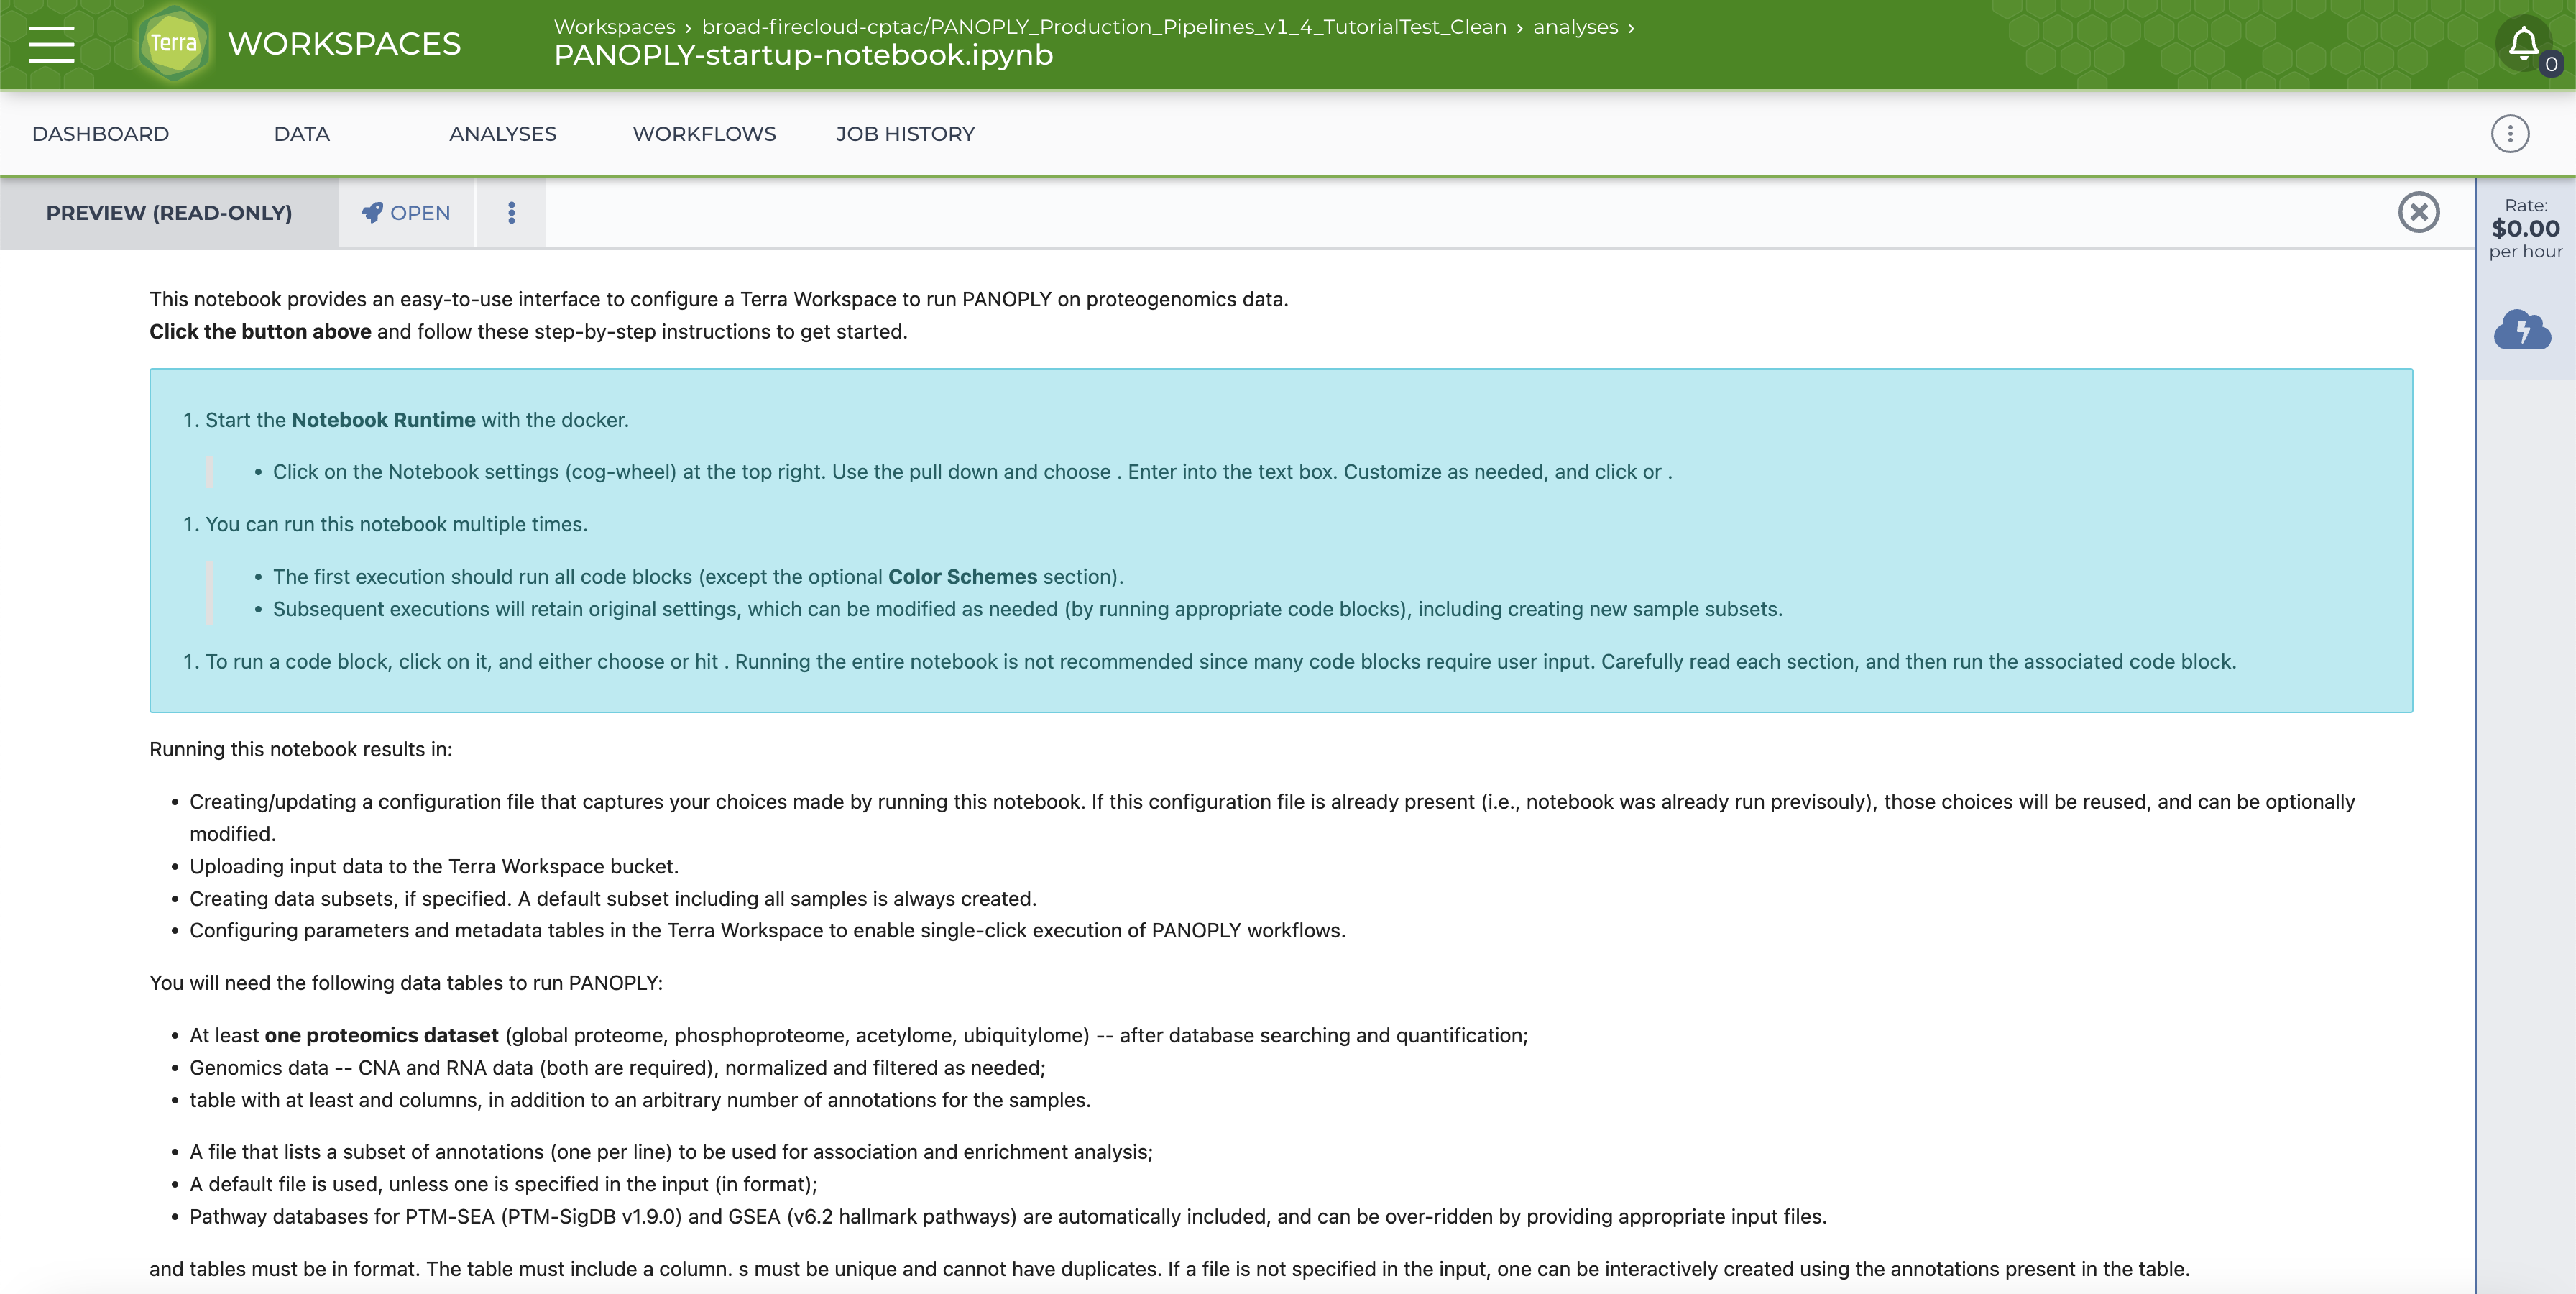 Terra
WORKSPACES
Workspaces › broad-firecloud-cptac/PANOPLY_Production_Pipelines_v1_4_TutorialTest_Clean › analyses ›
PANOPLY-startup-notebook.ipynb
0
DASHBOARD
DATA
ANALYSES
WORKFLOWS
JOB HISTORY
PREVIEW (READ-ONLY)
OPEN
Rate:
$0.00
per hour
This notebook provides an easy-to-use interface to configure a Terra Workspace to run PANOPLY on proteogenomics data.
Click the button above and follow these step-by-step instructions to get started.
1. Start the Notebook Runtime with the docker.
• Click on the Notebook settings (cog-wheel) at the top right. Use the pull down and choose . Enter into the text box. Customize as needed, and click or .
1. You can run this notebook multiple times.
• The first execution should run all code blocks (except the optional Color Schemes section).
• Subsequent executions will retain original settings, which can be modified as needed (by running appropriate code blocks), including creating new sample subsets.
1. To run a code block, click on it, and either choose or hit . Running the entire notebook is not recommended since many code blocks require user input. Carefully read each section, and then run the associated code block.
Running this notebook results in:
• Creating/updating a configuration file that captures your choices made by running this notebook. If this configuration file is already present (i.e., notebook was already run previsouly), those choices will be reused, and can be optionally
modified.
• Uploading input data to the Terra Workspace bucket.
• Creating data subsets, if specified. A default subset including all samples is always created.
• Configuring parameters and metadata tables in the Terra Workspace to enable single-click execution of PANOPLY workflows.
You will need the following data tables to run PANOPLY:
• At least one proteomics dataset (global proteome, phosphoproteome, acetylome, ubiquitylome) -- after database searching and quantification;
• Genomics data -- CNA and RNA data (both are required), normalized and filtered as needed;
• table with at least and columns, in addition to an arbitrary number of annotations for the samples.
• A file that lists a subset of annotations (one per line) to be used for association and enrichment analysis;
• A default file is used, unless one is specified in the input (in format);
• Pathway databases for PTM-SEA (PTM-SigDB v1.9.0) and GSEA (v6.2 hallmark pathways) are automatically included, and can be over-ridden by providing appropriate input files.
and tables must be in format. The table must include a column. s must be unique and cannot have duplicates. If a file is not specified in the input, one can be interactively created using the annotations present in the table.